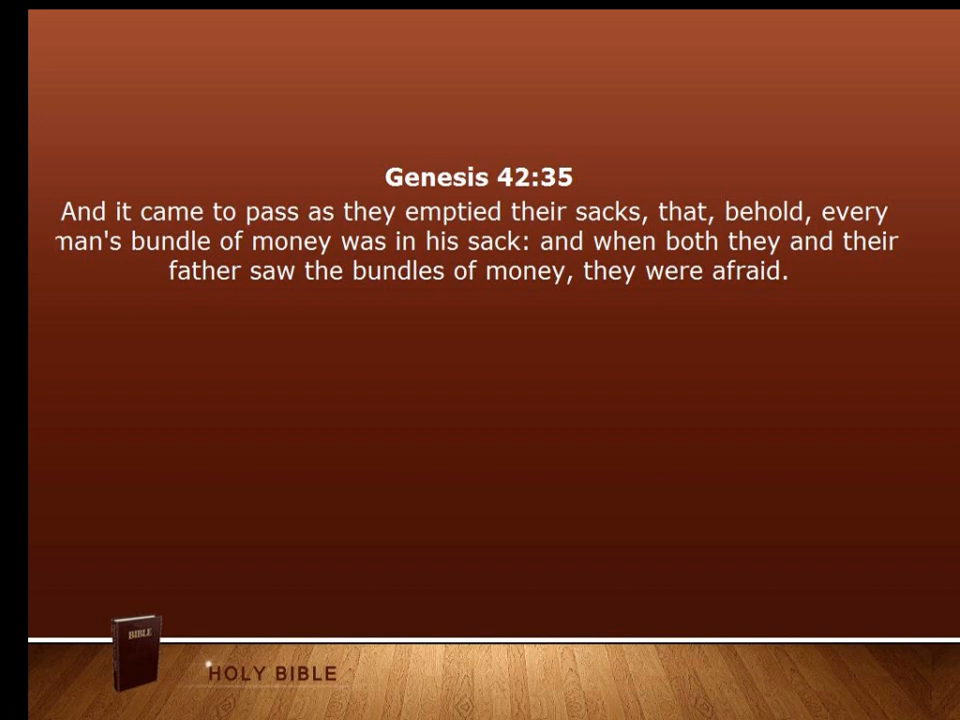 Genesis 42:35
And it came to pass as they emptied their sacks, that, behold, every
man's bundle of money was in his sack: and when both they and their
father saw the bundles of money, they were afraid.
BIBLE
HOLY BIBLE